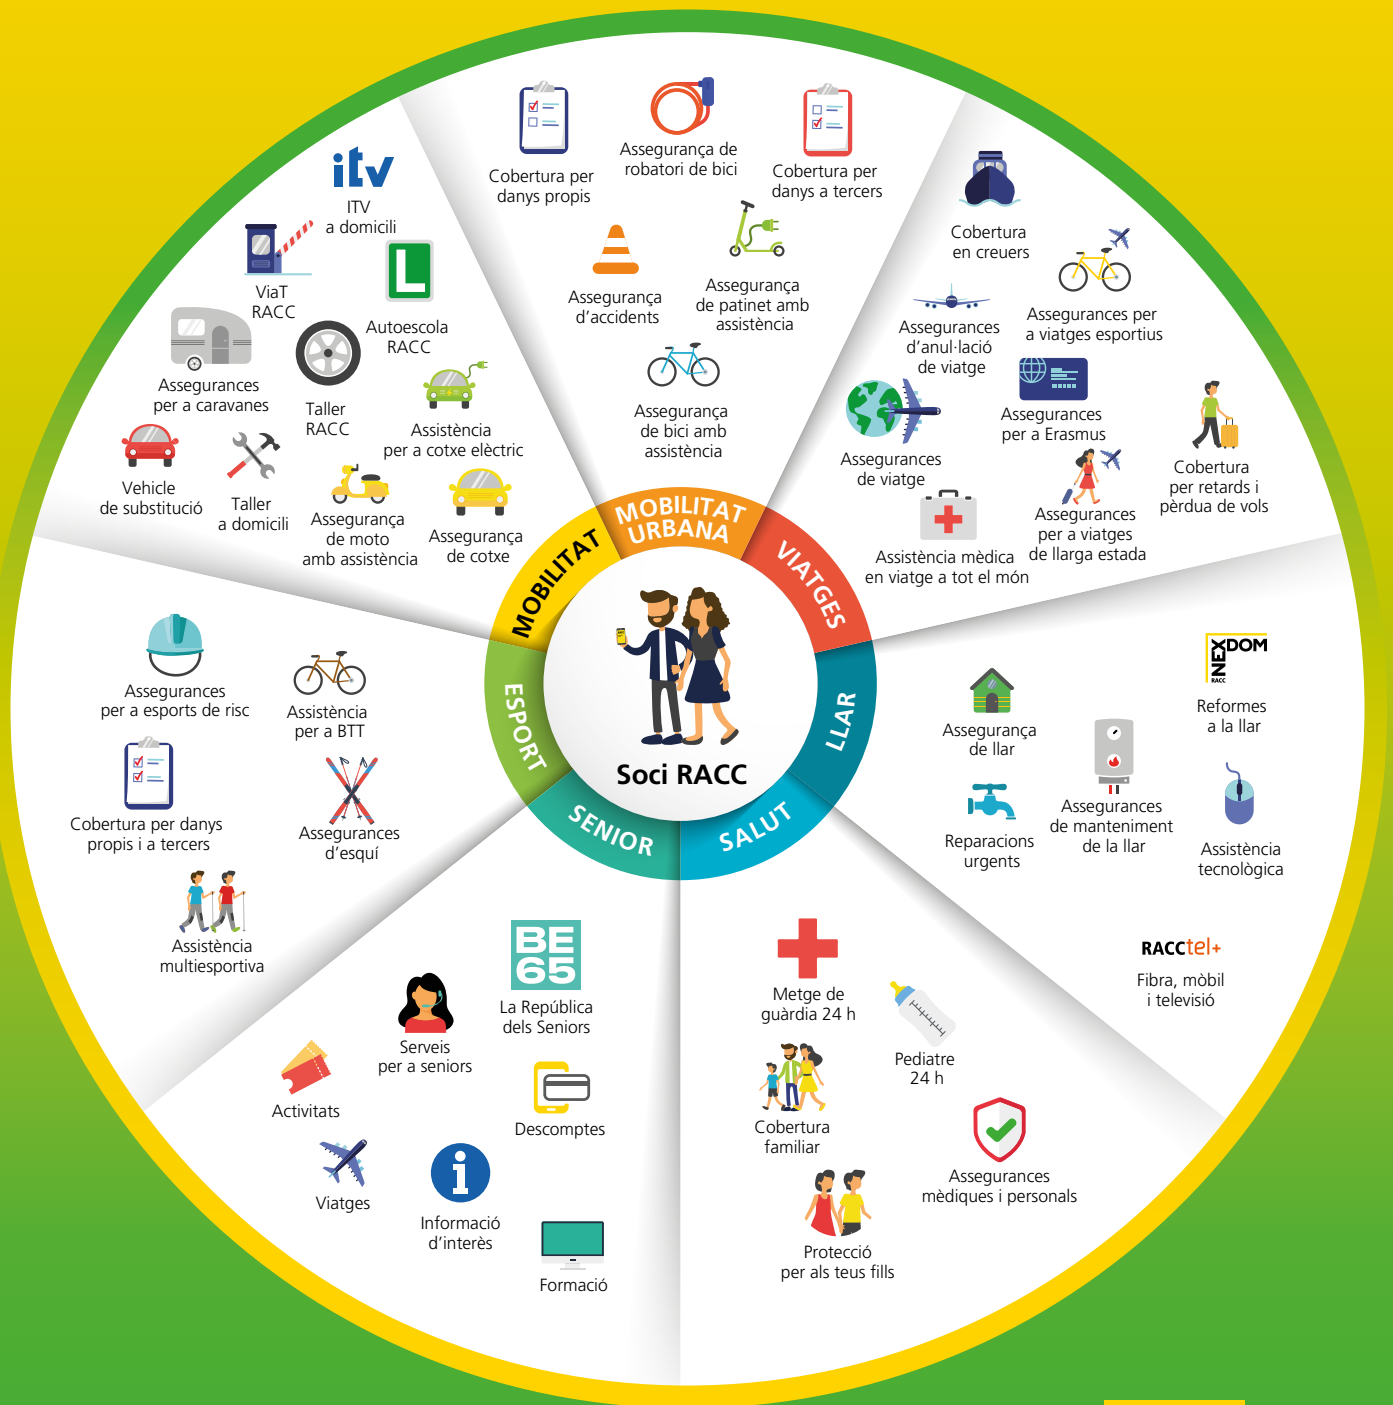 Cobertura per
danys propis
Assegurança de
robatori de bici
Cobertura per
danys a tercers
Assegurança
d'accidents
Assegurança
de patinet amb
assistència
Assegurança
de bici amb
assistència
MOBILITAT
URBANA
Cobertura
en creuers
Assegurances per
a viatges esportius
Assegurances
d'anul·lació
de viatge
Assegurances
per a Erasmus
Assegurances
de viatge
Cobertura
per retards i
pèrdua de vols
Assegurances
per a viatges
de llarga estada
Assistència mèdica
en viatge a tot el món
VIATGES
NEXDOM
RACC
Reformes
a la llar
Assegurança
de llar
Assegurances
de manteniment
de la llar
Reparacions
urgents
Assistència
tecnològica
RACCtel+
Fibra, mòbil
i televisió
LLAR
Metge de
guàrdia 24 h
Pediatre
24 h
Cobertura
familiar
Assegurances
mèdiques i personals
Protecció
per als teus fills
SALUT
BE
65
La República
dels Seniors
Serveis
per a seniors
Activitats
Descomptes
Viatges
i
Informació
d'interès
Formació
SENIOR
Assegurances
per a esports de risc
Assistència
per a BTT
Cobertura per danys
propis i a tercers
Assegurances
d'esquí
Assistència
multiesportiva
ESPORT
itv
ITV
a domicili
ViaT
RACC
L
Autoescola
RACC
Assegurances
per a caravanes
Taller
RACC
Assistència
per a cotxe elèctric
Vehicle
de substitució
Taller
a domicili
Assegurança
de moto
amb assistència
Assegurança
de cotxe
MOBILITAT
Soci RACC